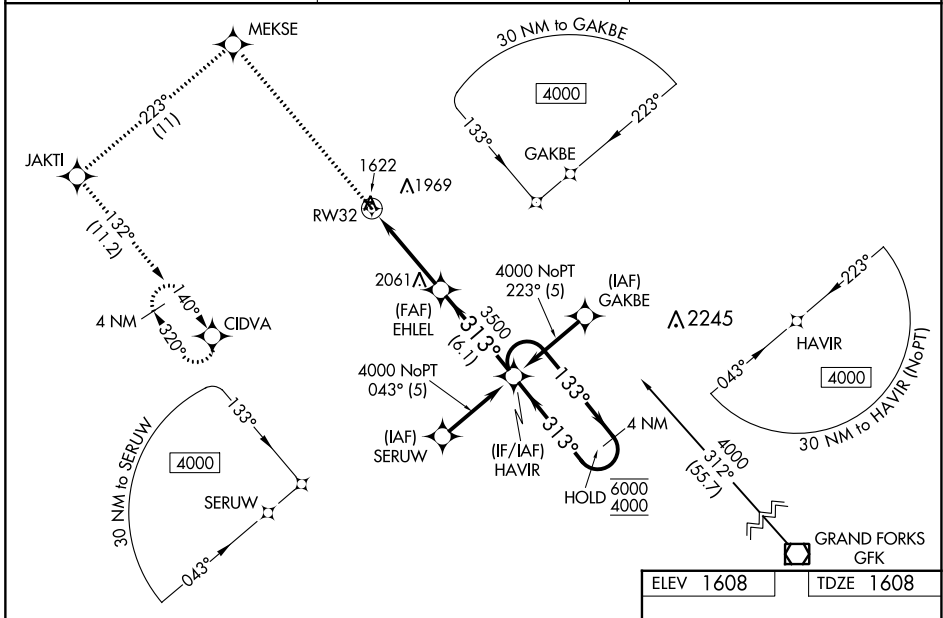 MEKSE
30 NM to GAKBE
4000
223°
133°
GAKBE
223°
(11)
JAKTI
1622
1969
RW32
132°
(11.2)
2061
(FAF)
EHLEL
4000 NoPT
223° (5)
(IAF)
GAKBE
2245
223°
HAVIR
043°
4000
30 NM to HAVIR (NoPT)
140°
4 NM
320°
CIDVA
3500
313°
(6.1)
4000 NoPT
043° (5)
133°
313°
4 NM
(IAF)
SERUW
(IF/IAF)
HAVIR
HOLD
6000
4000
4000
312°
(55.7)
GRAND FORKS
GFK
30 NM to SERUW
4000
133°
SERUW
043°
ELEV 1608
TDZE 1608